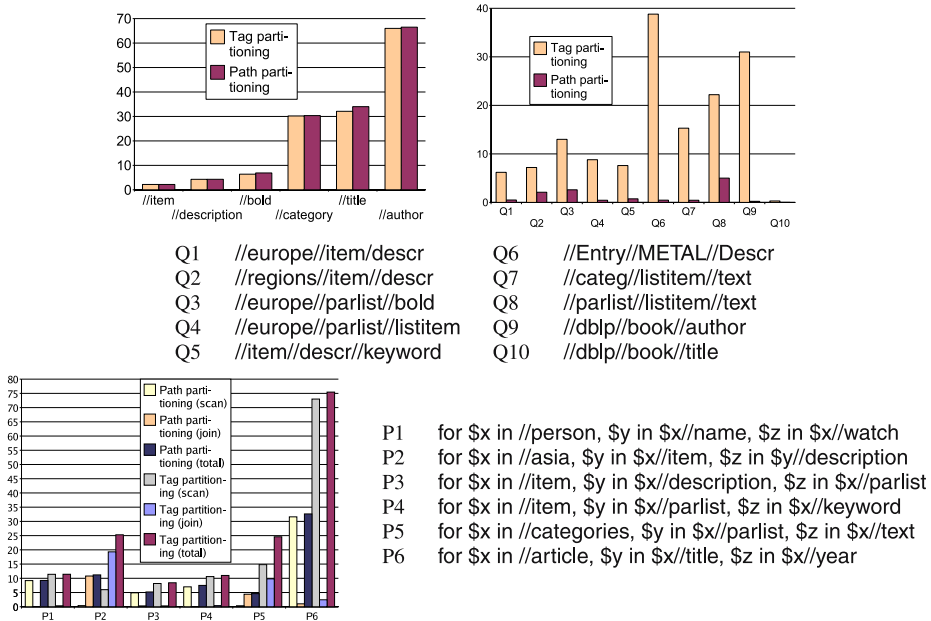 70
60
50
40
30
20
10
0
Tag parti-
tioning
Path parti-
tioning
//item
//bold
//title
//description
//category
//author
40
30
20
10
0
Tag parti-
tioning
Path parti-
tioning
Q1
Q3
Q5
Q7
Q9
Q2
Q4
Q6
Q8
Q10
Q1 //europe//item/descr
Q2 //regions//item//descr
Q3 //europe//parlist//bold
Q4 //europe//parlist//listitem
Q5 //item//descr//keyword
Q6 //Entry//METAL//Descr
Q7 //categ//listitem//text
Q8 //parlist//listitem//text
Q9 //dblp//book//author
Q10 //dblp//book//title
80
75
70
65
60
55
50
45
40
35
30
25
20
15
10
5
0
Path parti-
tioning (scan)
Path parti-
tioning (join)
Path parti-
tioning (total)
Tag partition-
ing (scan)
Tag partition-
ing (join)
Tag partition-
ing (total)
P1
P2
P3
P4
P5
P6
P1 for $x in //person, $y in $x//name, $z in $x//watch
P2 for $x in //asia, $y in $x//item, $z in $y//description
P3 for $x in //item, $y in $x//description, $z in $x//parlist
P4 for $x in //item, $y in $x//parlist, $z in $x//keyword
P5 for $x in //categories, $y in $x//parlist, $z in $x//text
P6 for $x in //article, $y in $x//title, $z in $x//year